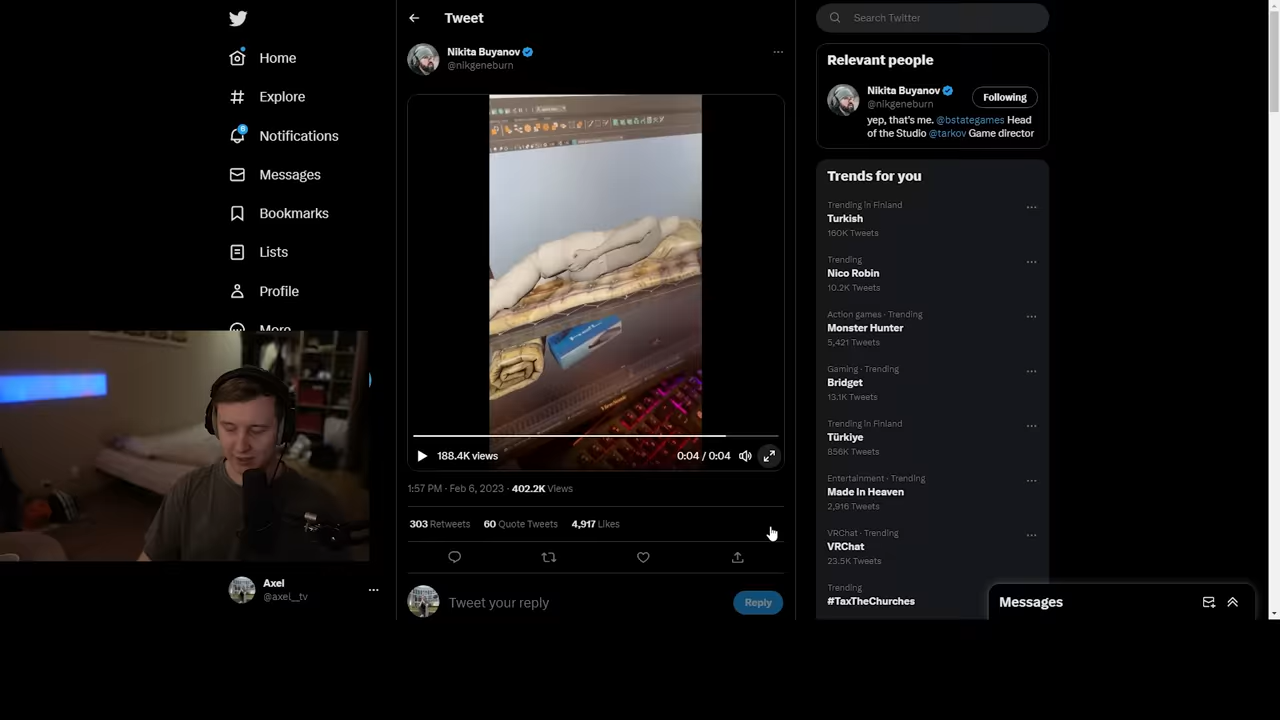 Home
Explore
8
Notifications
Messages
Bookmarks
Lists
Profile
More
Axel
@axel__tv
Tweet
Nikita Buyanov
@nikgeneburn
188.4K views
0:04 / 0:04
1:57 PM · Feb 6, 2023 · 402.2K Views
303 Retweets 60 Quote Tweets 4,917 Likes
Tweet your reply
Reply
Search Twitter
Relevant people
Nikita Buyanov
@nikgeneburn
Following
yep, that's me. @bstategames Head
of the Studio @tarkov Game director
Trends for you
Trending in Finland
Turkish
160K Tweets
Trending
Nico Robin
10.2K Tweets
Action games · Trending
Monster Hunter
5,421 Tweets
Gaming · Trending
Bridget
13.1K Tweets
Trending in Finland
Türkiye
856K Tweets
Entertainment · Trending
Made In Heaven
2,916 Tweets
VRChat · Trending
VRChat
23.5K Tweets
Trending
#TaxTheChurches
Messages